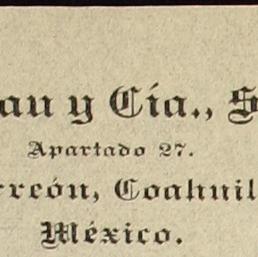 au y Cía., S
Apartado 27.
rreón, Coahuil
México.